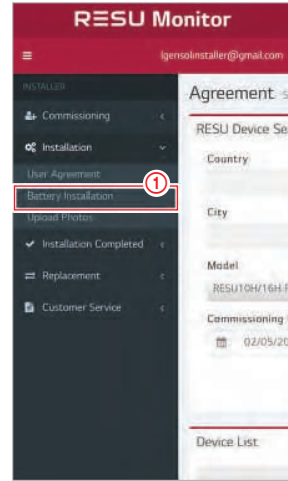 RESU Monitor
lgensolinstaller@gmail.com
INSTALLER
Agreement
Commissioning
RESU Device Se
Installation
Country
User Agreement
①
Battery Installation
Upload Photos
City
Installation Completed
Replacement
Model
RESU10H/16H
Customer Service
Commissioning
02/05/20
Device List